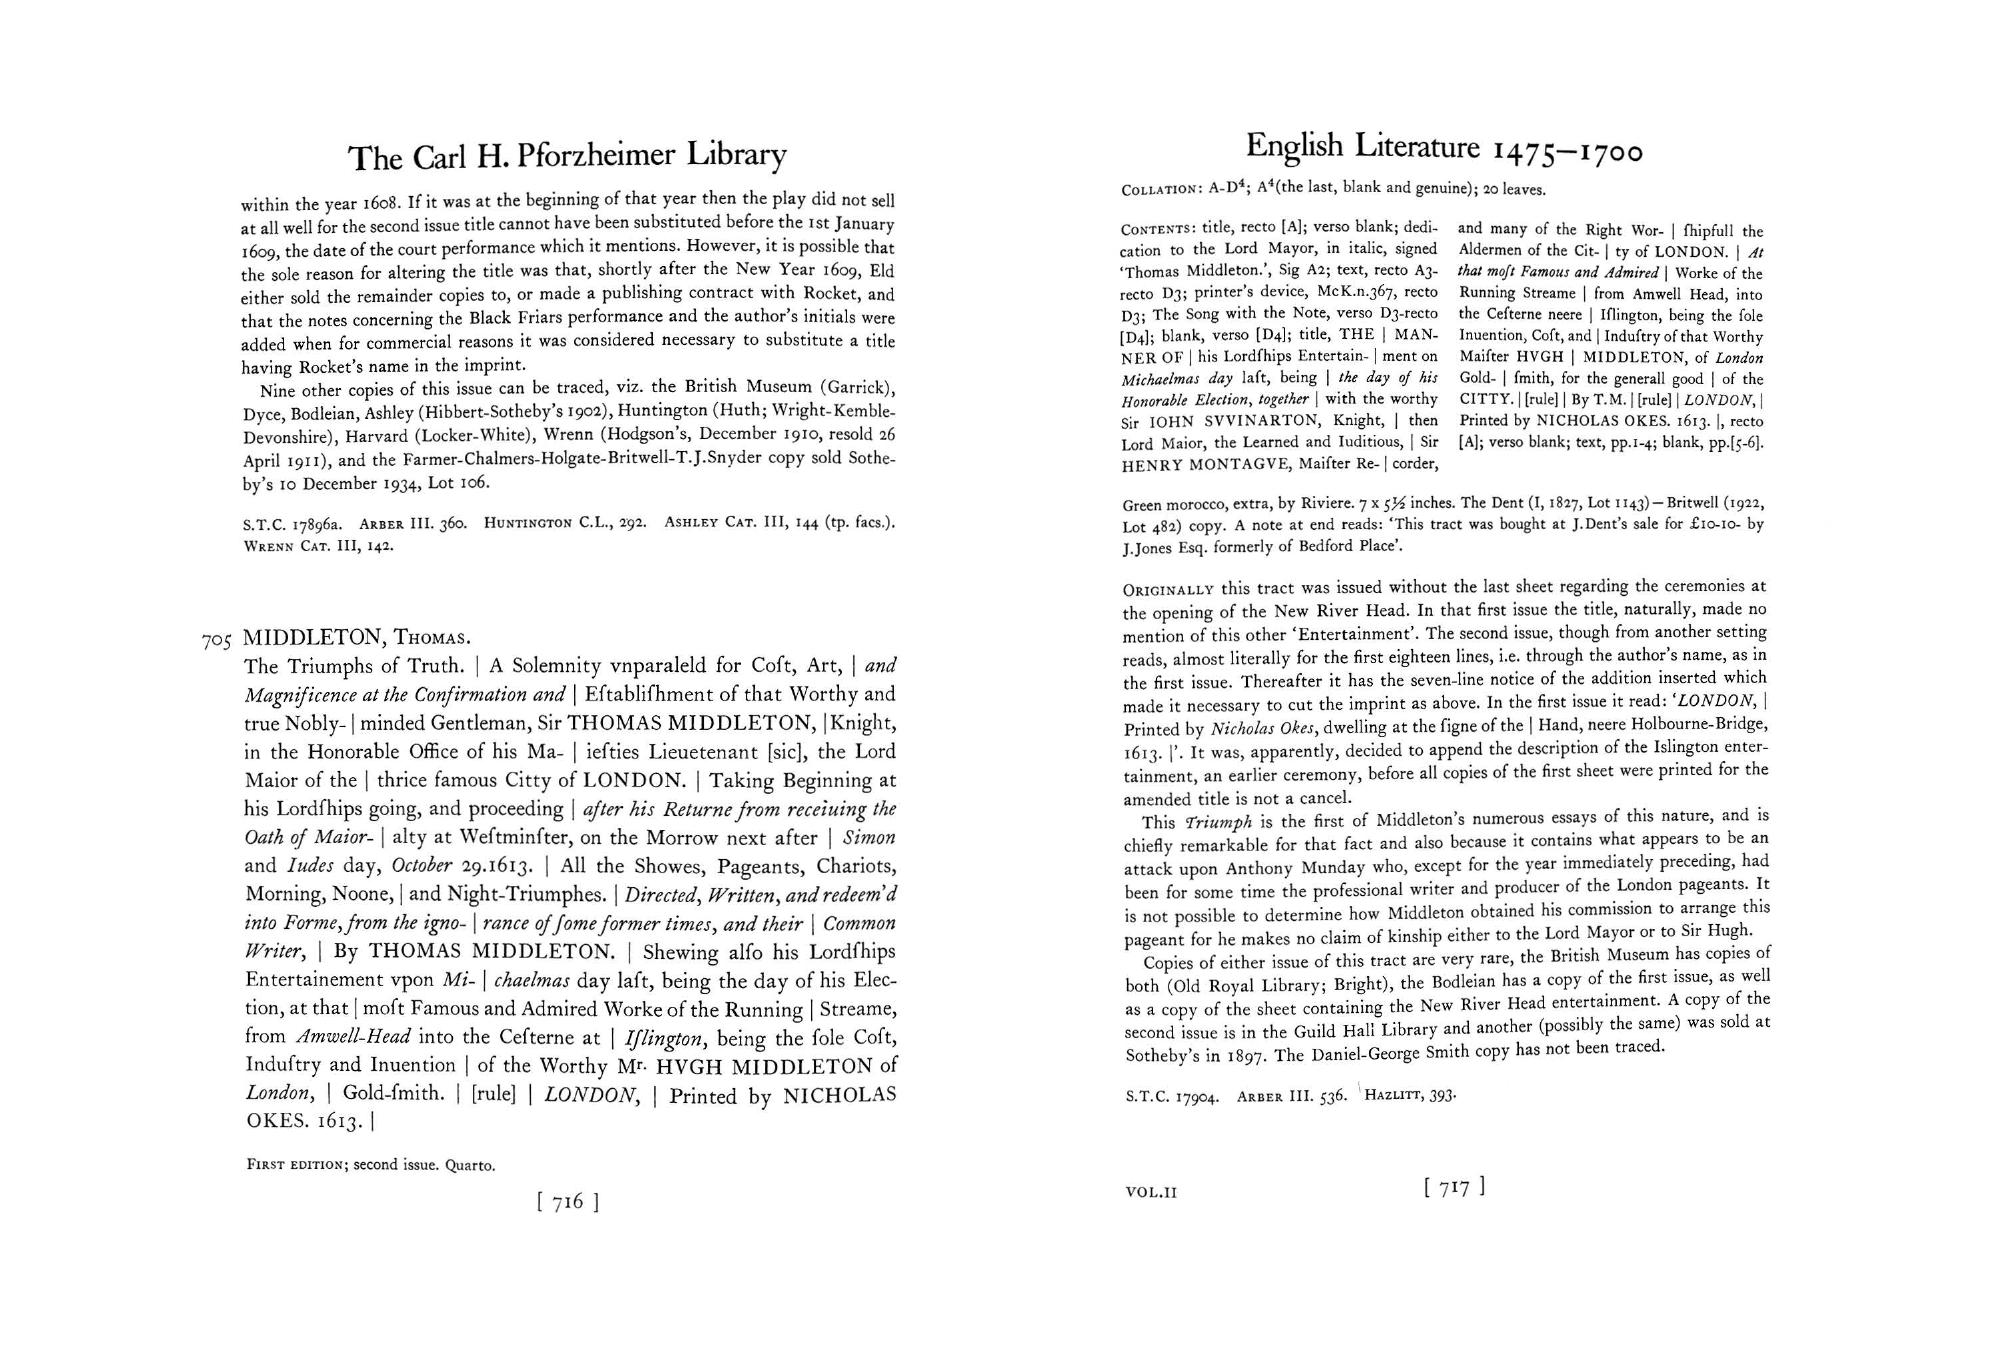 The Carl H. Pforzheimer Library
within the year 1608. If it was at the beginning of that year then the play did not sell
at all well for the second issue title cannot have been substituted before the 1st January
1609, the date of the court performance which it mentions. However, it is possible that
the sole reason for altering the title was that, shortly after the New Year 1609, Eld
either sold the remainder copies to, or made a publishing contract with Rocket, and
that the notes concerning the Black Friars performance and the author's initials were
added when for commercial reasons it was considered necessary to substitute a title
having Rocket's name in the imprint.
Nine other copies of this issue can be traced, viz. the British Museum (Garrick),
Dyce, Bodleian, Ashley (Hibbert-Sotheby's 1902), Huntington (Huth; Wright-Kemble-
Devonshire), Harvard (Locker-White), Wrenn (Hodgson's, December 1910, resold 26
April 1911), and the Farmer-Chalmers-Holgate-Britwell-T.J.Snyder copy sold Sothe-
by's 10 December 1934, Lot 106.
S.T.C. 17896a. ARBER III. 360. HUNTINGTON C.L., 292. ASHLEY CAT. III, 144 (tp. facs.).
WRENN CAT. III, 142.
705 MIDDLETON, THOMAS.
The Triumphs of Truth. | A Solemnity vnparaleld for Coſt, Art, | and
Magnificence at the Confirmation and | Eſtabliſhment of that Worthy and
true Nobly- | minded Gentleman, Sir THOMAS MIDDLETON, | Knight,
in the Honorable Office of his Ma- | ieſties Lieuetenant [sic], the Lord
Maior of the | thrice famous Citty of LONDON. | Taking Beginning at
his Lordſhips going, and proceeding | after his Returne from receiuing the
Oath of Maior- | alty at Weſtminſter, on the Morrow next after | Simon
and Iudes day, October 29.1613. | All the Showes, Pageants, Chariots,
Morning, Noone, | and Night-Triumphes. | Directed, Written, and redeem'd
into Forme, from the igno- | rance of ſome former times, and their | Common
Writer, | By THOMAS MIDDLETON. | Shewing alſo his Lordſhips
Entertainement vpon Mi- | chaelmas day laſt, being the day of his Elec-
tion, at that | moſt Famous and Admired Worke of the Running | Streame,
from Amwell-Head into the Ceſterne at | Iſlington, being the ſole Coſt,
Induſtry and Inuention | of the Worthy Mr. HVGH MIDDLETON of
London, | Gold-ſmith. | [rule] | LONDON, | Printed by NICHOLAS
OKES. 1613. |
FIRST EDITION; second issue. Quarto.
[ 716 ]
English Literature 1475–1700
COLLATION: A-D4; A4(the last, blank and genuine); 20 leaves.
CONTENTS: title, recto [A]; verso blank; dedi-
cation to the Lord Mayor, in italic, signed
'Thomas Middleton.', Sig A2; text, recto A3-
recto D3; printer's device, McK.n.367, recto
D3; The Song with the Note, verso D3-recto
[D4]; blank, verso [D4]; title, THE | MAN-
NER OF | his Lordſhips Entertain- | ment on
Michaelmas day laſt, being | the day of his
Honorable Election, together | with the worthy
Sir IOHN SVVINARTON, Knight, | then
Lord Maior, the Learned and Iuditious, | Sir
HENRY MONTAGVE, Maiſter Re- | corder,
and many of the Right Wor- | ſhipfull the
Aldermen of the Cit- | ty of LONDON. | At
that moſt Famous and Admired | Worke of the
Running Streame | from Amwell Head, into
the Ceſterne neere | Iſlington, being the ſole
Inuention, Coſt, and | Induſtry of that Worthy
Maiſter HVGH | MIDDLETON, of London
Gold- | ſmith, for the generall good | of the
CITTY. | [rule] | By T.M. | [rule] | LONDON, |
Printed by NICHOLAS OKES. 1613. |, recto
[A]; verso blank; text, pp.1-4; blank, pp.[5-6].
Green morocco, extra, by Riviere. 7 x 5½ inches. The Dent (I, 1827, Lot 1143)—Britwell (1922,
Lot 482) copy. A note at end reads: 'This tract was bought at J.Dent's sale for £10-10- by
J.Jones Esq. formerly of Bedford Place'.
ORIGINALLY this tract was issued without the last sheet regarding the ceremonies at
the opening of the New River Head. In that first issue the title, naturally, made no
mention of this other 'Entertainment'. The second issue, though from another setting
reads, almost literally for the first eighteen lines, i.e. through the author's name, as in
the first issue. Thereafter it has the seven-line notice of the addition inserted which
made it necessary to cut the imprint as above. In the first issue it read: 'LONDON, |
Printed by Nicholas Okes, dwelling at the ſigne of the | Hand, neere Holbourne-Bridge,
1613. |'. It was, apparently, decided to append the description of the Islington enter-
tainment, an earlier ceremony, before all copies of the first sheet were printed for the
amended title is not a cancel.
This Triumph is the first of Middleton's numerous essays of this nature, and is
chiefly remarkable for that fact and also because it contains what appears to be an
attack upon Anthony Munday who, except for the year immediately preceding, had
been for some time the professional writer and producer of the London pageants. It
is not possible to determine how Middleton obtained his commission to arrange this
pageant for he makes no claim of kinship either to the Lord Mayor or to Sir Hugh.
Copies of either issue of this tract are very rare, the British Museum has copies of
both (Old Royal Library; Bright), the Bodleian has a copy of the first issue, as well
as a copy of the sheet containing the New River Head entertainment. A copy of the
second issue is in the Guild Hall Library and another (possibly the same) was sold at
Sotheby's in 1897. The Daniel-George Smith copy has not been traced.
S.T.C. 17904. ARBER III. 536. HAZLITT, 393.
VOL.II
[ 717 ]